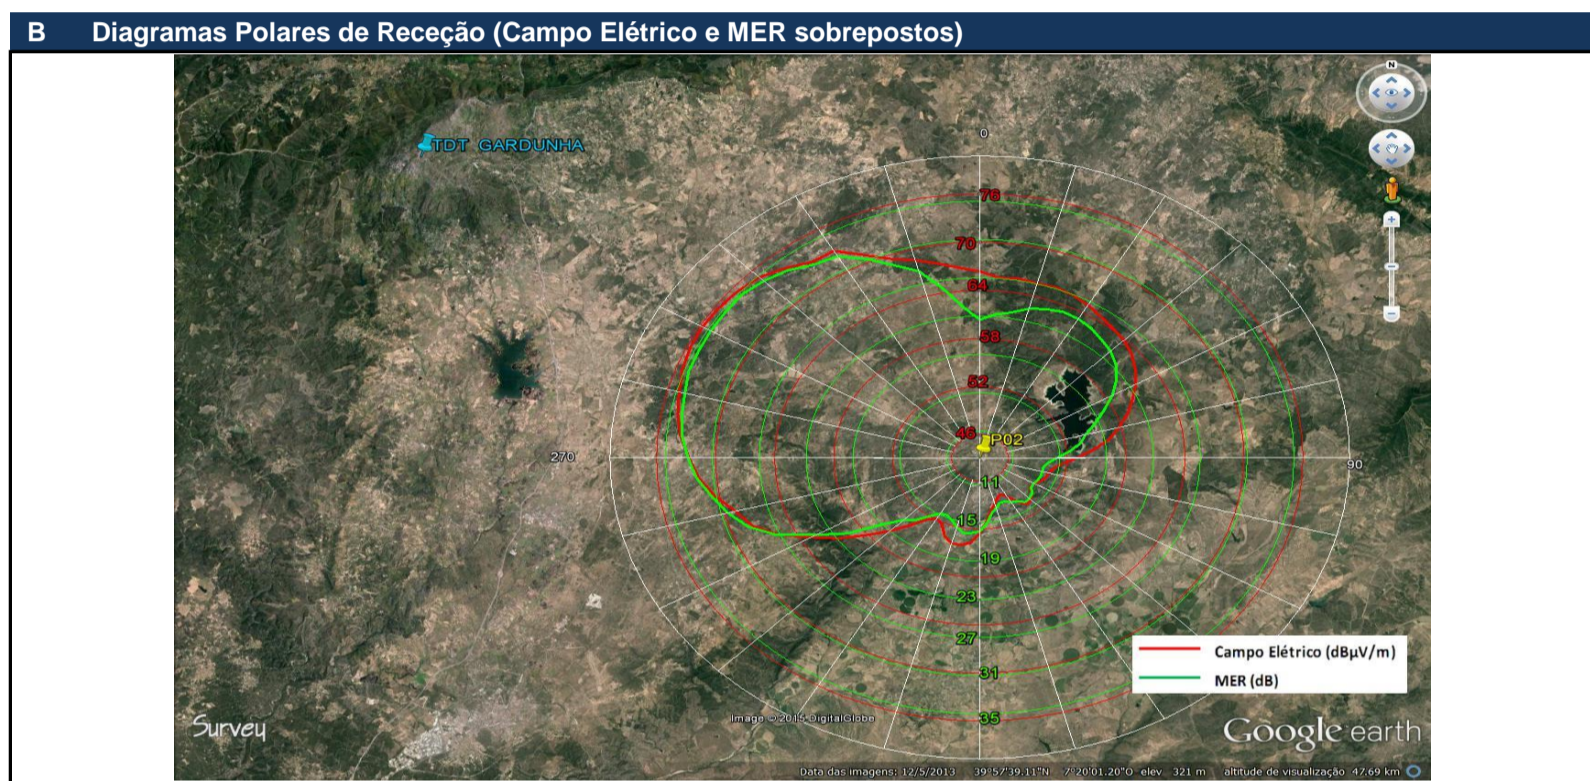 B Diagramas Polares de Receção (Campo Elétrico e MER sobrepostos)
N
TDT GARDUNHA
0
76
70
64
58
52
46
P02
270
90
11
15
19
23
27
31
35
Campo Elétrico (dBµV/m)
MER (dB)
Image © 2015 DigitalGlobe
Survey
Google earth
Data das imagens: 12/5/2013 39°57'39.11"N -7°20'01.20"O elev 321 m altitude de visualização 47.69 km